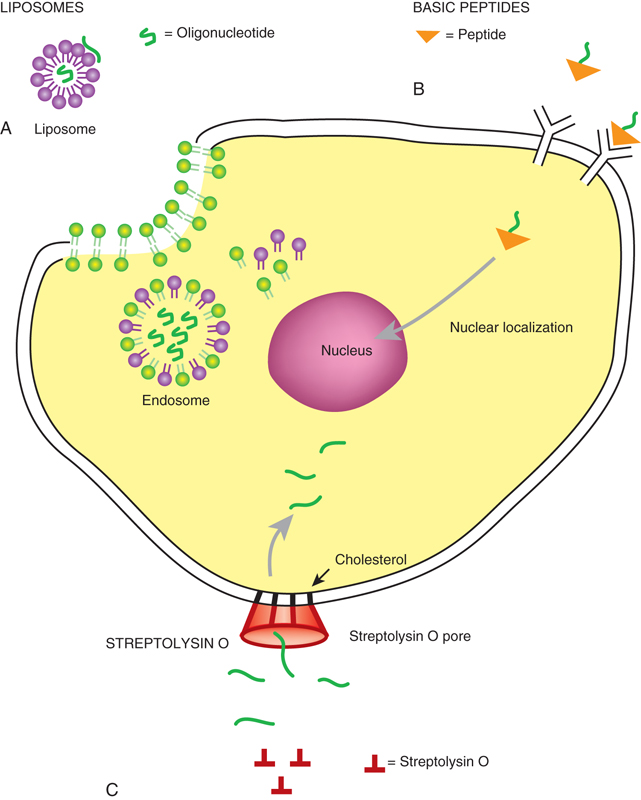 LIPOSOMES
= Oligonucleotide
A
Liposome
BASIC PEPTIDES
= Peptide
B
Nuclear localization
Nucleus
Endosome
Cholesterol
STREPTOLYSIN O
Streptolysin O pore
= Streptolysin O
C